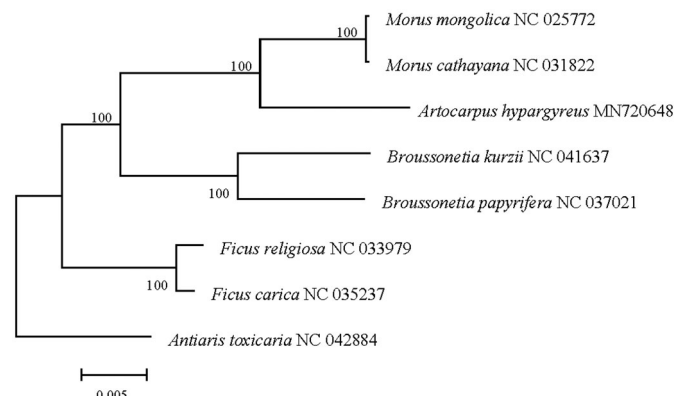 Morus mongolica NC 025772
100
Morus cathayana NC 031822
100
Artocarpus hypargyreus MN720648
100
Broussonetia kurzii NC 041637
100
Broussonetia papyrifera NC 037021
Ficus religiosa NC 033979
100
Ficus carica NC 035237
Antiaris toxicaria NC 042884
0.005